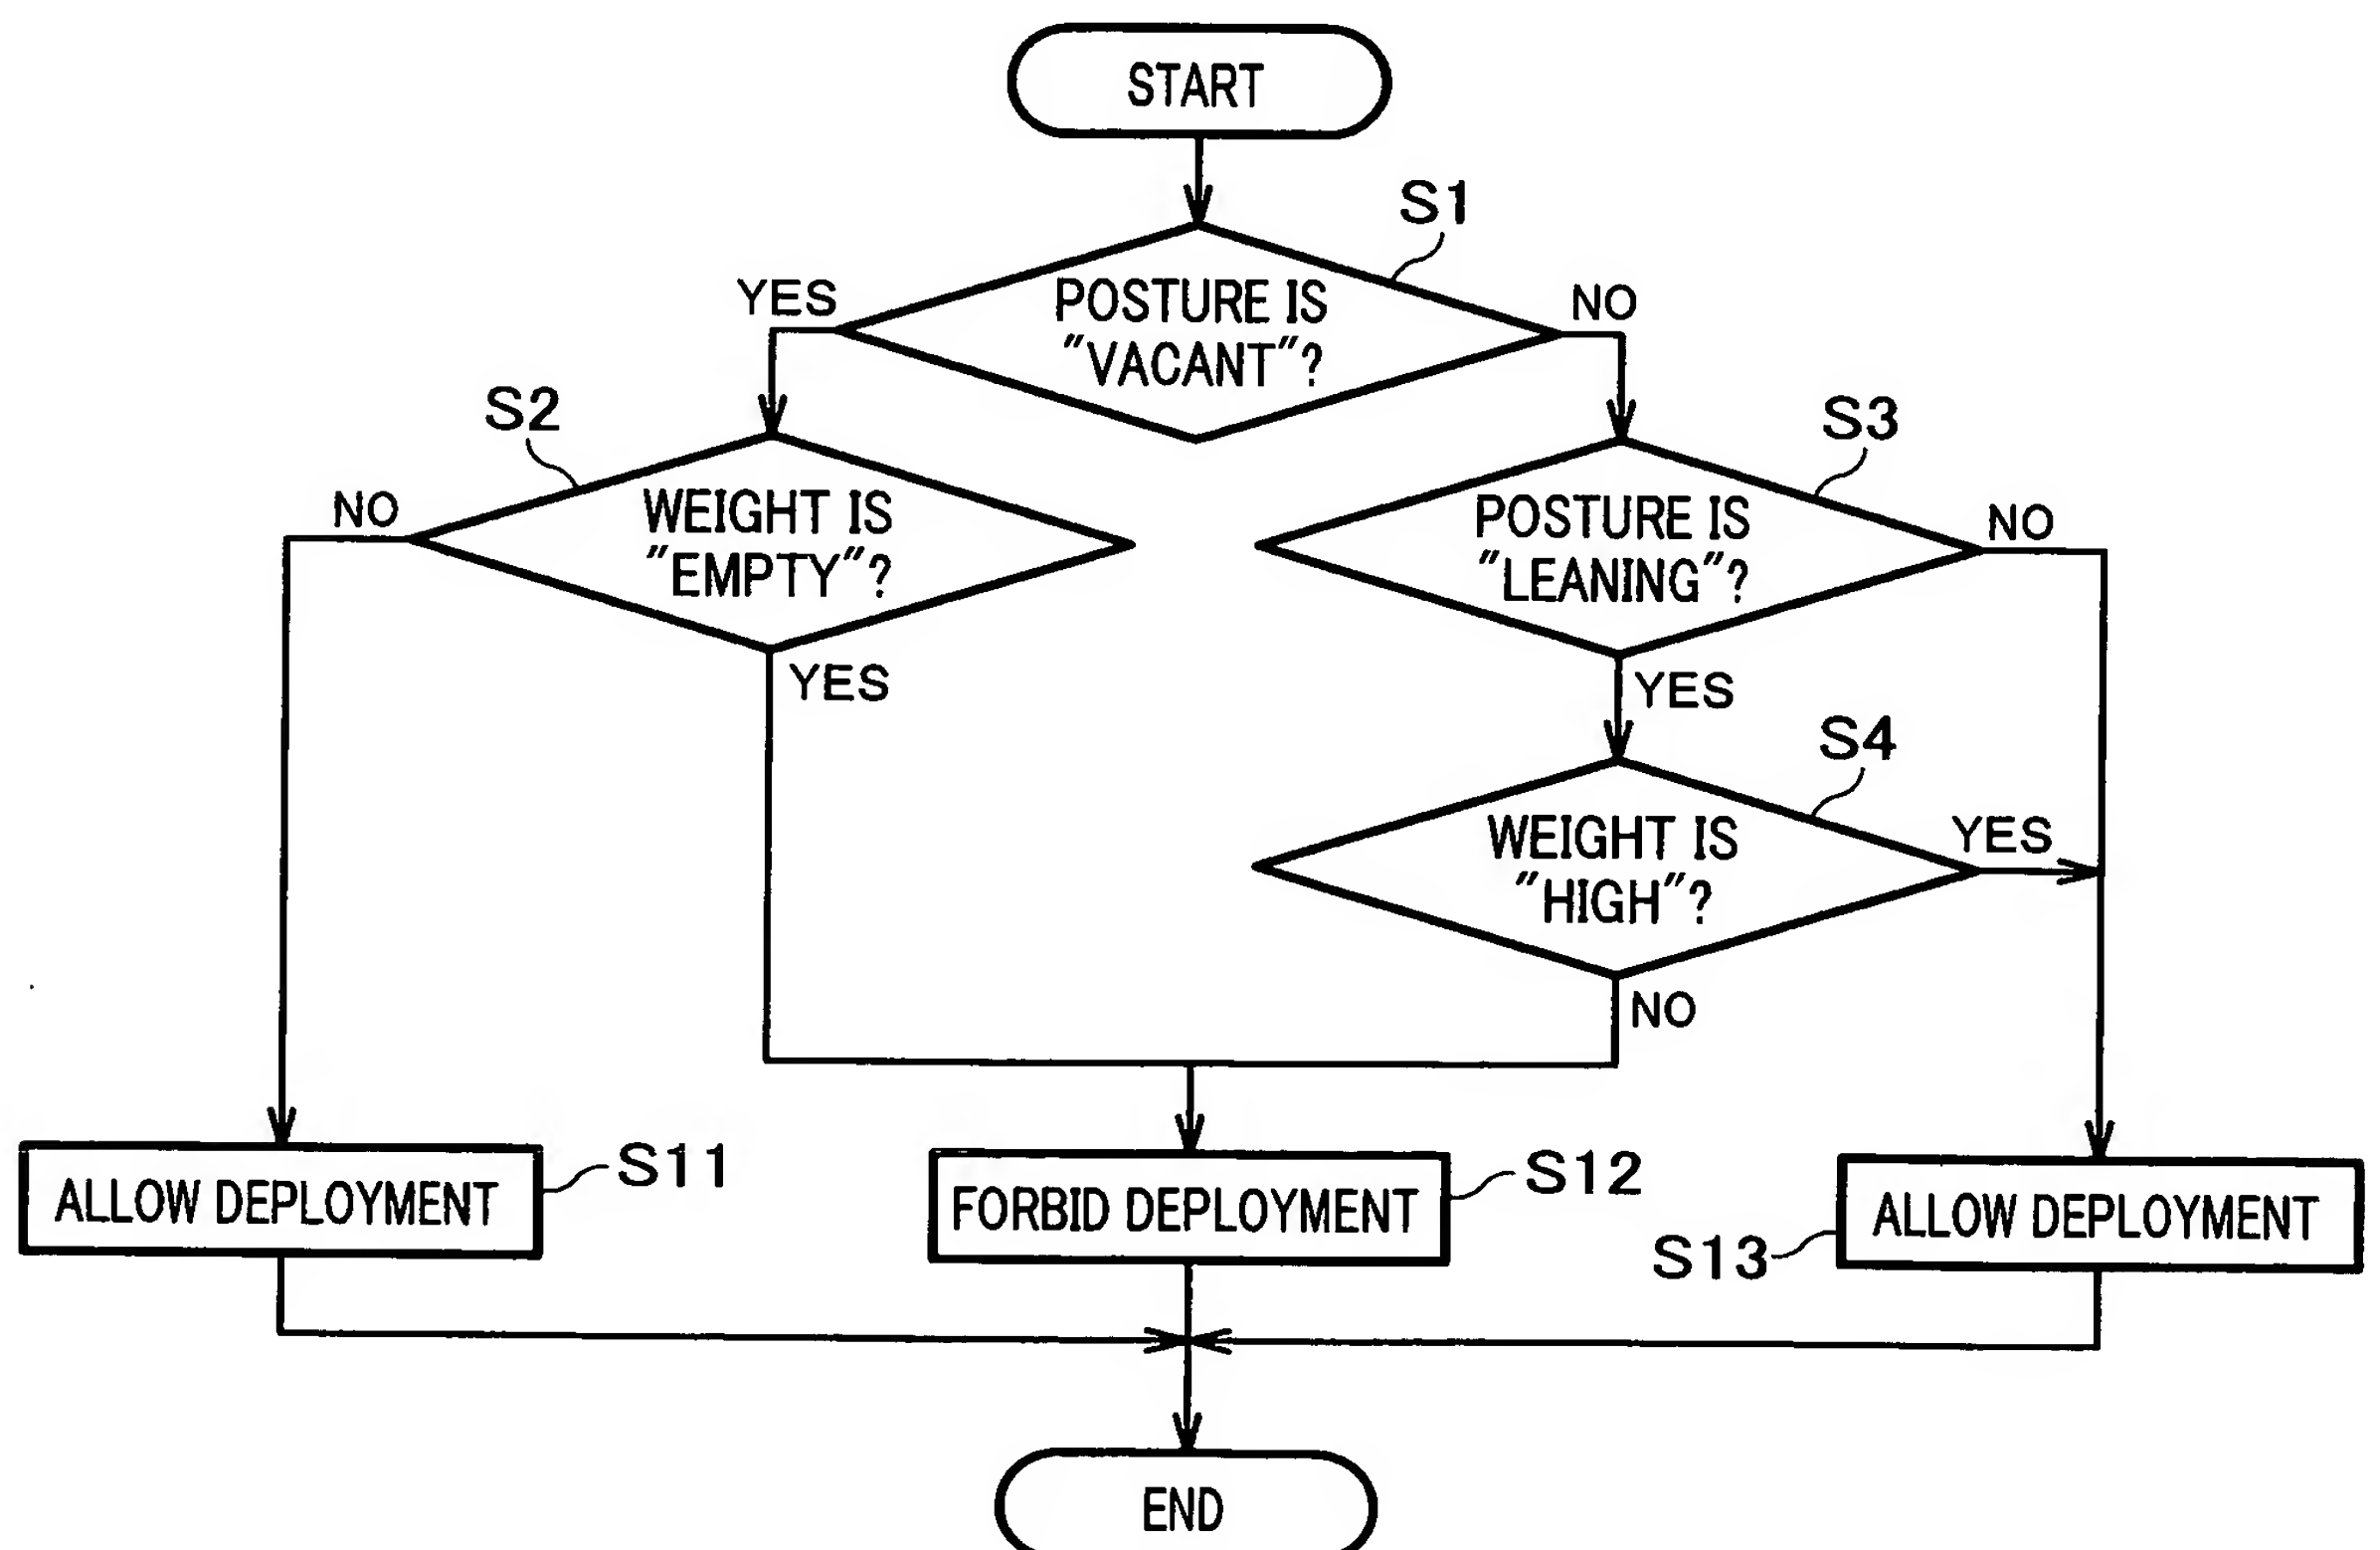 START
S1
YES
POSTURE IS
"VACANT"?
NO
S2
NO
WEIGHT IS
"EMPTY"?
YES
S3
POSTURE IS
"LEANING"?
NO
YES
S4
WEIGHT IS
"HIGH"?
YES
NO
ALLOW DEPLOYMENT
S11
FORBID DEPLOYMENT
S12
S13
ALLOW DEPLOYMENT
END